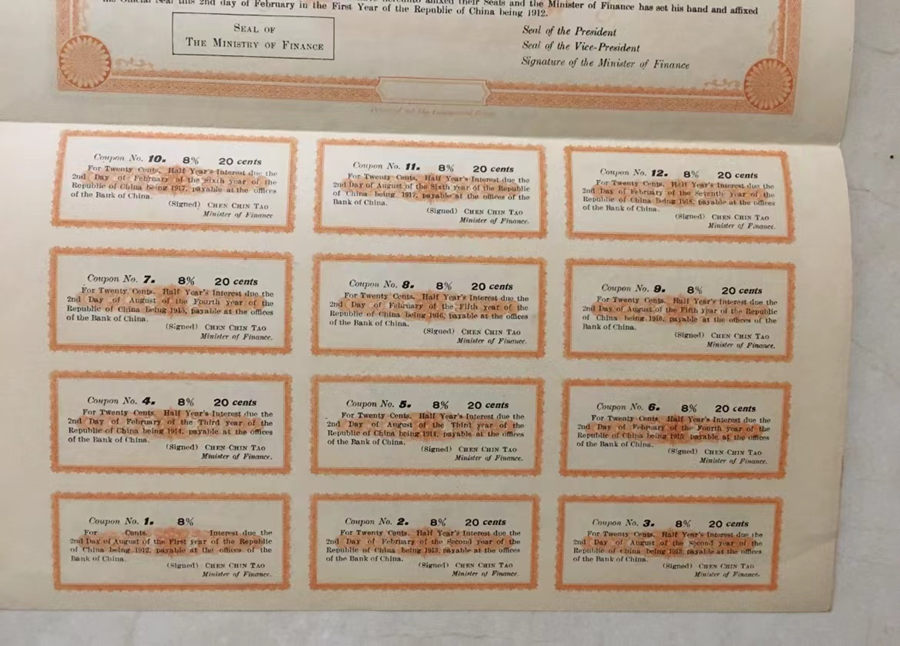 the Official Seal this 2nd day of February in the First Year of the Republic of China being 1912.
affixed their Seals and the Minister of Finance has set his hand and affixed
SEAL OF
THE MINISTRY OF FINANCE
Seal of the President
Seal of the Vice-President
Signature of the Minister of Finance
Coupon No. 10. 8% 20 cents
For Twenty Cents. Half Year's Interest due the
2nd Day of February of the Sixth year of the
Republic of China being 1917, payable at the offices
of the Bank of China.
(Signed) CHEN CHIN TAO
Minister of Finance
Coupon No. 11. 8% 20 cents
For Twenty Cents. Half Year's Interest due the
2nd Day of August of the Sixth year of the Republic
of China being 1917, payable at the offices of the
Bank of China.
(Signed) CHEN CHIN TAO
Minister of Finance
Coupon No. 12. 8% 20 cents
For Twenty Cents. Half Year's Interest due the
2nd Day of February of the Seventh year of the
Republic of China being 1918, payable at the offices
of the Bank of China.
(Signed) CHEN CHIN TAO
Minister of Finance.
Coupon No. 7. 8% 20 cents
For Twenty Cents. Half Year's Interest due the
2nd Day of August of the Fourth year of the
Republic of China being 1915, payable at the offices
of the Bank of China.
(Signed) CHEN CHIN TAO
Minister of Finance.
Coupon No. 8. 8% 20 cents
For Twenty Cents. Half Year's Interest due the
2nd Day of February of the Fifth year of the
Republic of China being 1916, payable at the offices
of the Bank of China.
(Signed) CHEN CHIN TAO
Minister of Finance.
Coupon No. 9. 8% 20 cents
For Twenty Cents. Half Year's Interest due the
2nd Day of August of the Fifth year of the Republic
of China being 1916, payable at the offices of the
Bank of China.
(Signed) CHEN CHIN TAO
Minister of Finance.
Coupon No. 4. 8% 20 cents
For Twenty Cents. Half Year's Interest due the
2nd Day of February of the Third year of the
Republic of China being 1914, payable at the offices
of the Bank of China.
(Signed) CHEN CHIN TAO
Minister of Finance.
Coupon No. 5. 8% 20 cents
For Twenty Cents. Half Year's Interest due the
2nd Day of August of the Third year of the
Republic of China being 1914, payable at the offices
of the Bank of China.
(Signed) CHEN CHIN TAO
Minister of Finance.
Coupon No. 6. 8% 20 cents
For Twenty Cents. Half Year's Interest due the
2nd Day of February of the Fourth year of the
Republic of China being 1915, payable at the offices
of the Bank of China.
(Signed) CHEN CHIN TAO
Minister of Finance.
Coupon No. 1. 8%
For Cents. Interest due the
2nd Day of August of the First year of the Republic
of China being 1912, payable at the offices of the
Bank of China.
(Signed) CHEN CHIN TAO
Minister of Finance.
Coupon No. 2. 8% 20 cents
For Twenty Cents. Half Year's Interest due the
2nd Day of February of the Second year of the
Republic of China being 1913, payable at the offices
of the Bank of China.
(Signed) CHEN CHIN TAO
Minister of Finance.
Coupon No. 3. 8% 20 cents
For Twenty Cents. Half Year's Interest due the
2nd Day of August of the Second year of the
Republic of China being 1913, payable at the offices
of the Bank of China.
(Signed) CHEN CHIN TAO
Minister of Finance.